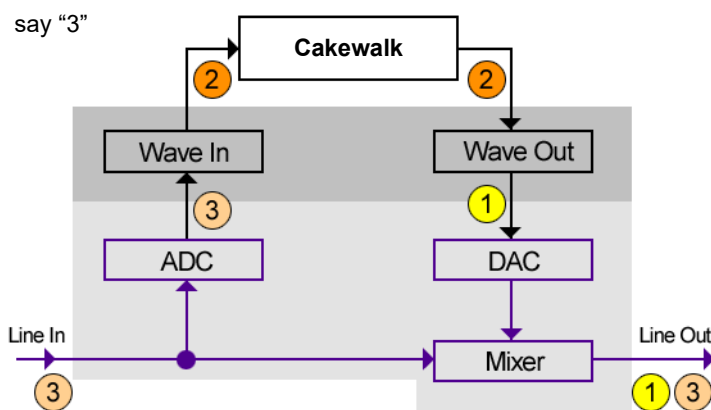 say “3”
Cakewalk
2
2
Wave In
Wave Out
3
1
ADC
DAC
Line In
Line Out
Mixer
3
1 3